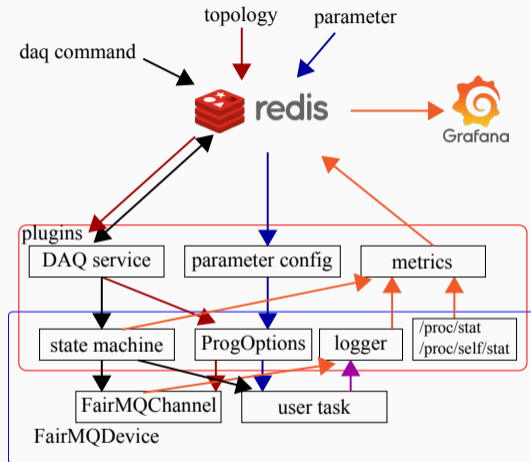 topology
parameter
daq command
redis
Grafana
plugins
DAQ service
parameter config
metrics
state machine
ProgOptions
logger
/proc/stat
/proc/self/stat
FairMQChannel
user task
FairMQDevice